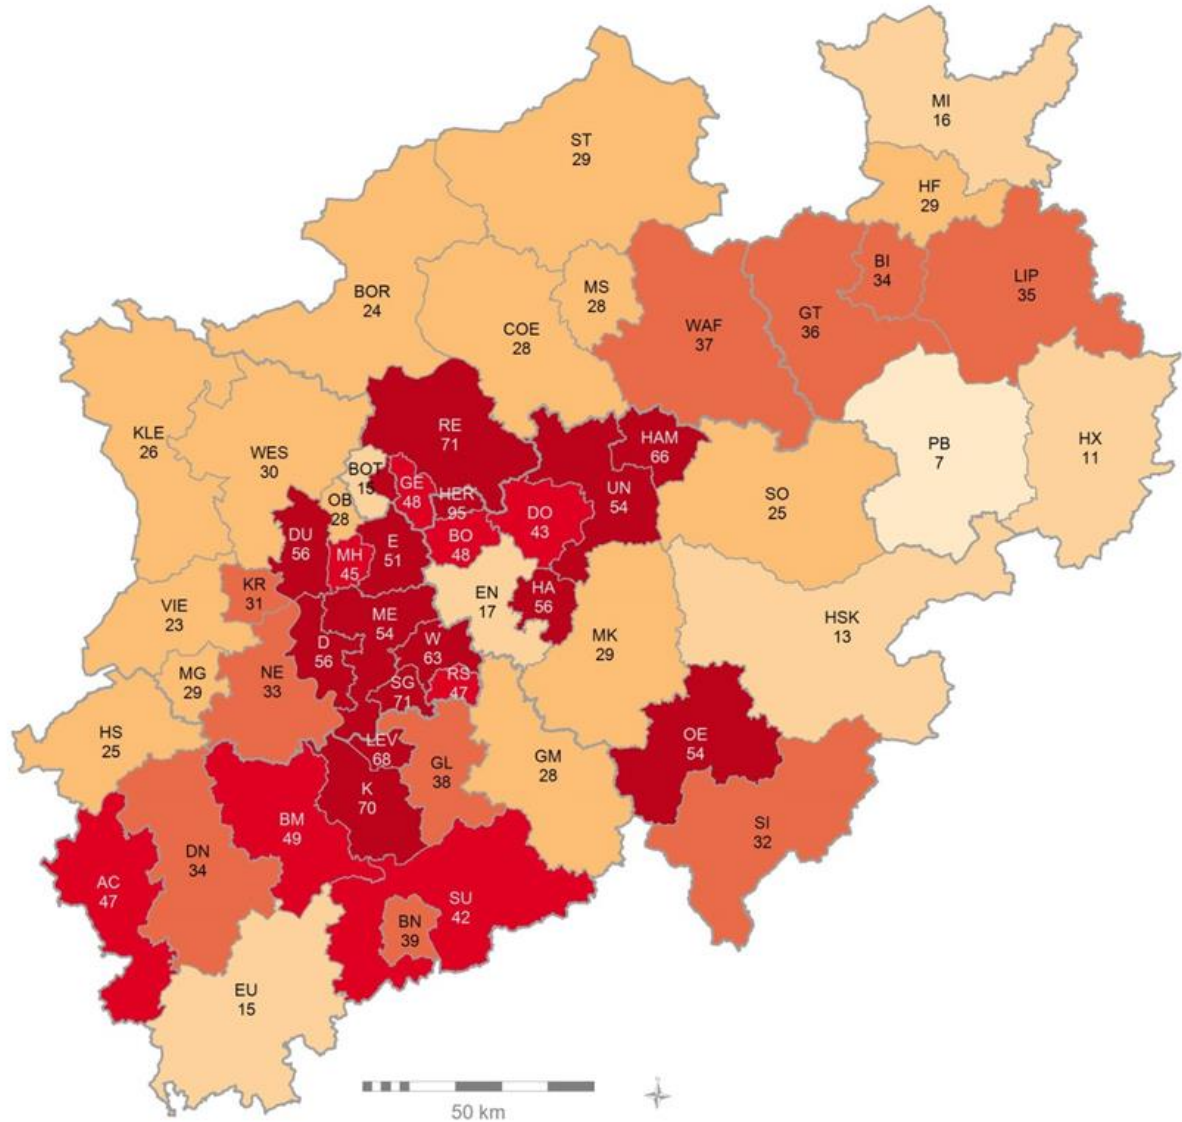 MI
16
ST
29
HF
29
BI
34
LIP
35
BOR
24
MS
28
GT
36
WAF
37
COE
28
RE
71
KLE
26
HAM
66
PB
7
HX
11
WES
30
BOT
15
GE
48
HER
95
UN
54
SO
25
OB
28
DO
43
DU
56
E
51
BO
48
MH
45
KR
31
EN
17
HA
56
VIE
23
ME
54
HSK
13
D
56
W
63
MK
29
MG
29
NE
33
SG
71
RS
47
HS
25
LEV
68
OE
54
GL
38
GM
28
K
70
BM
49
SI
32
DN
34
AC
47
SU
42
BN
39
EU
15
50 km